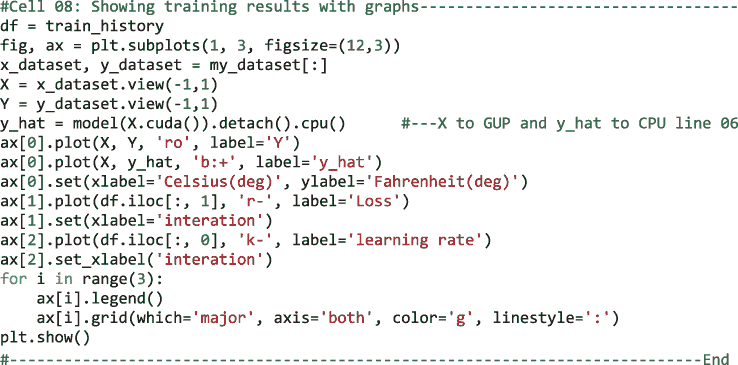 #Cell 08: Showing training results with graphs-----------------------------------
df = train_history
fig, ax = plt.subplots(1, 3, figsize=(12,3))
x_dataset, y_dataset = my_dataset[:]
X = x_dataset.view(-1,1)
Y = y_dataset.view(-1,1)
y_hat = model(X.cuda()).detach().cpu()      #---X to GUP and y_hat to CPU line 06
ax[0].plot(X, Y, 'ro', label='Y')
ax[0].plot(X, y_hat, 'b:+', label='y_hat')
ax[0].set(xlabel='Celsius(deg)', ylabel='Fahrenheit(deg)')
ax[1].plot(df.iloc[:, 1], 'r-', label='Loss')
ax[1].set(xlabel='interation')
ax[2].plot(df.iloc[:, 0], 'k-', label='learning rate')
ax[2].set_xlabel('interation')
for i in range(3):
    ax[i].legend()
    ax[i].grid(which='major', axis='both', color='g', linestyle=':')
plt.show()
#----------------------------------------------------------------------------End